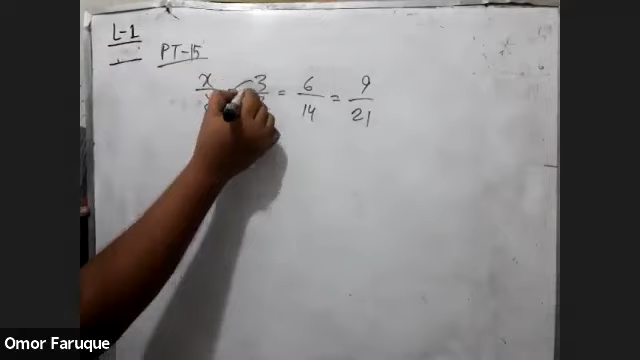 L-1
PT-15
x 3 = 6/14 = 9/21
Omor Faruque